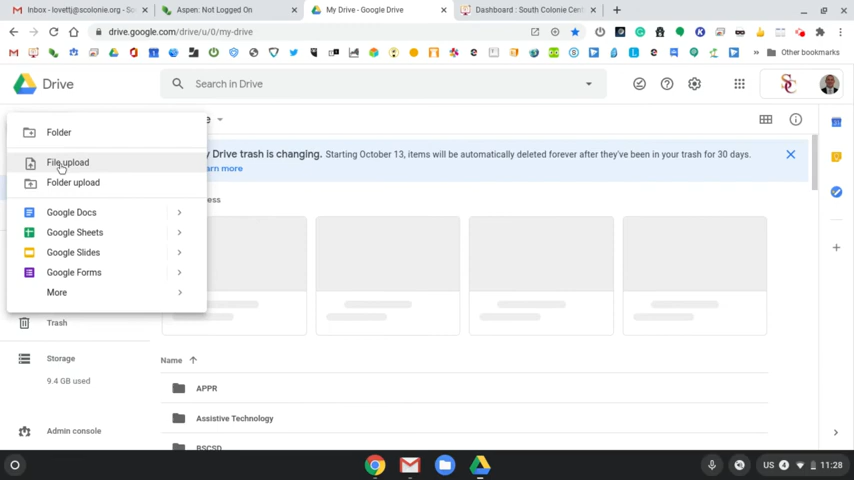 Inbox - lovettj@scolonie.org -
Aspen: Not Logged On
My Drive - Google Drive
Dashboard : South Colonie Cent
drive.google.com/drive/u/0/my-drive
Other bookmarks
Drive
Search in Drive
Folder
File upload
Folder upload
Google Docs
Google Sheets
Google Slides
Google Forms
More
y Drive trash is changing. Starting October 13, items will be automatically deleted forever after they've been in your trash for 30 days.
arn more
ess
Trash
Storage
9.4 GB used
Admin console
Name
APPR
Assistive Technology
BSCSD
US 4 11:28